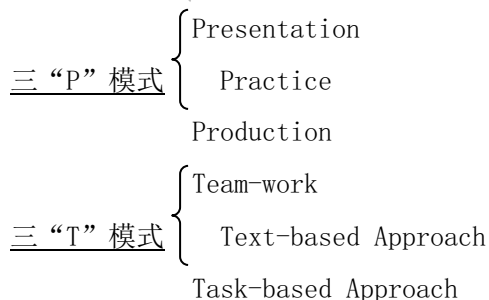 Presentation
三“P”模式
Practice
Production
Team-work
三“T”模式
Text-based Approach
Task-based Approach